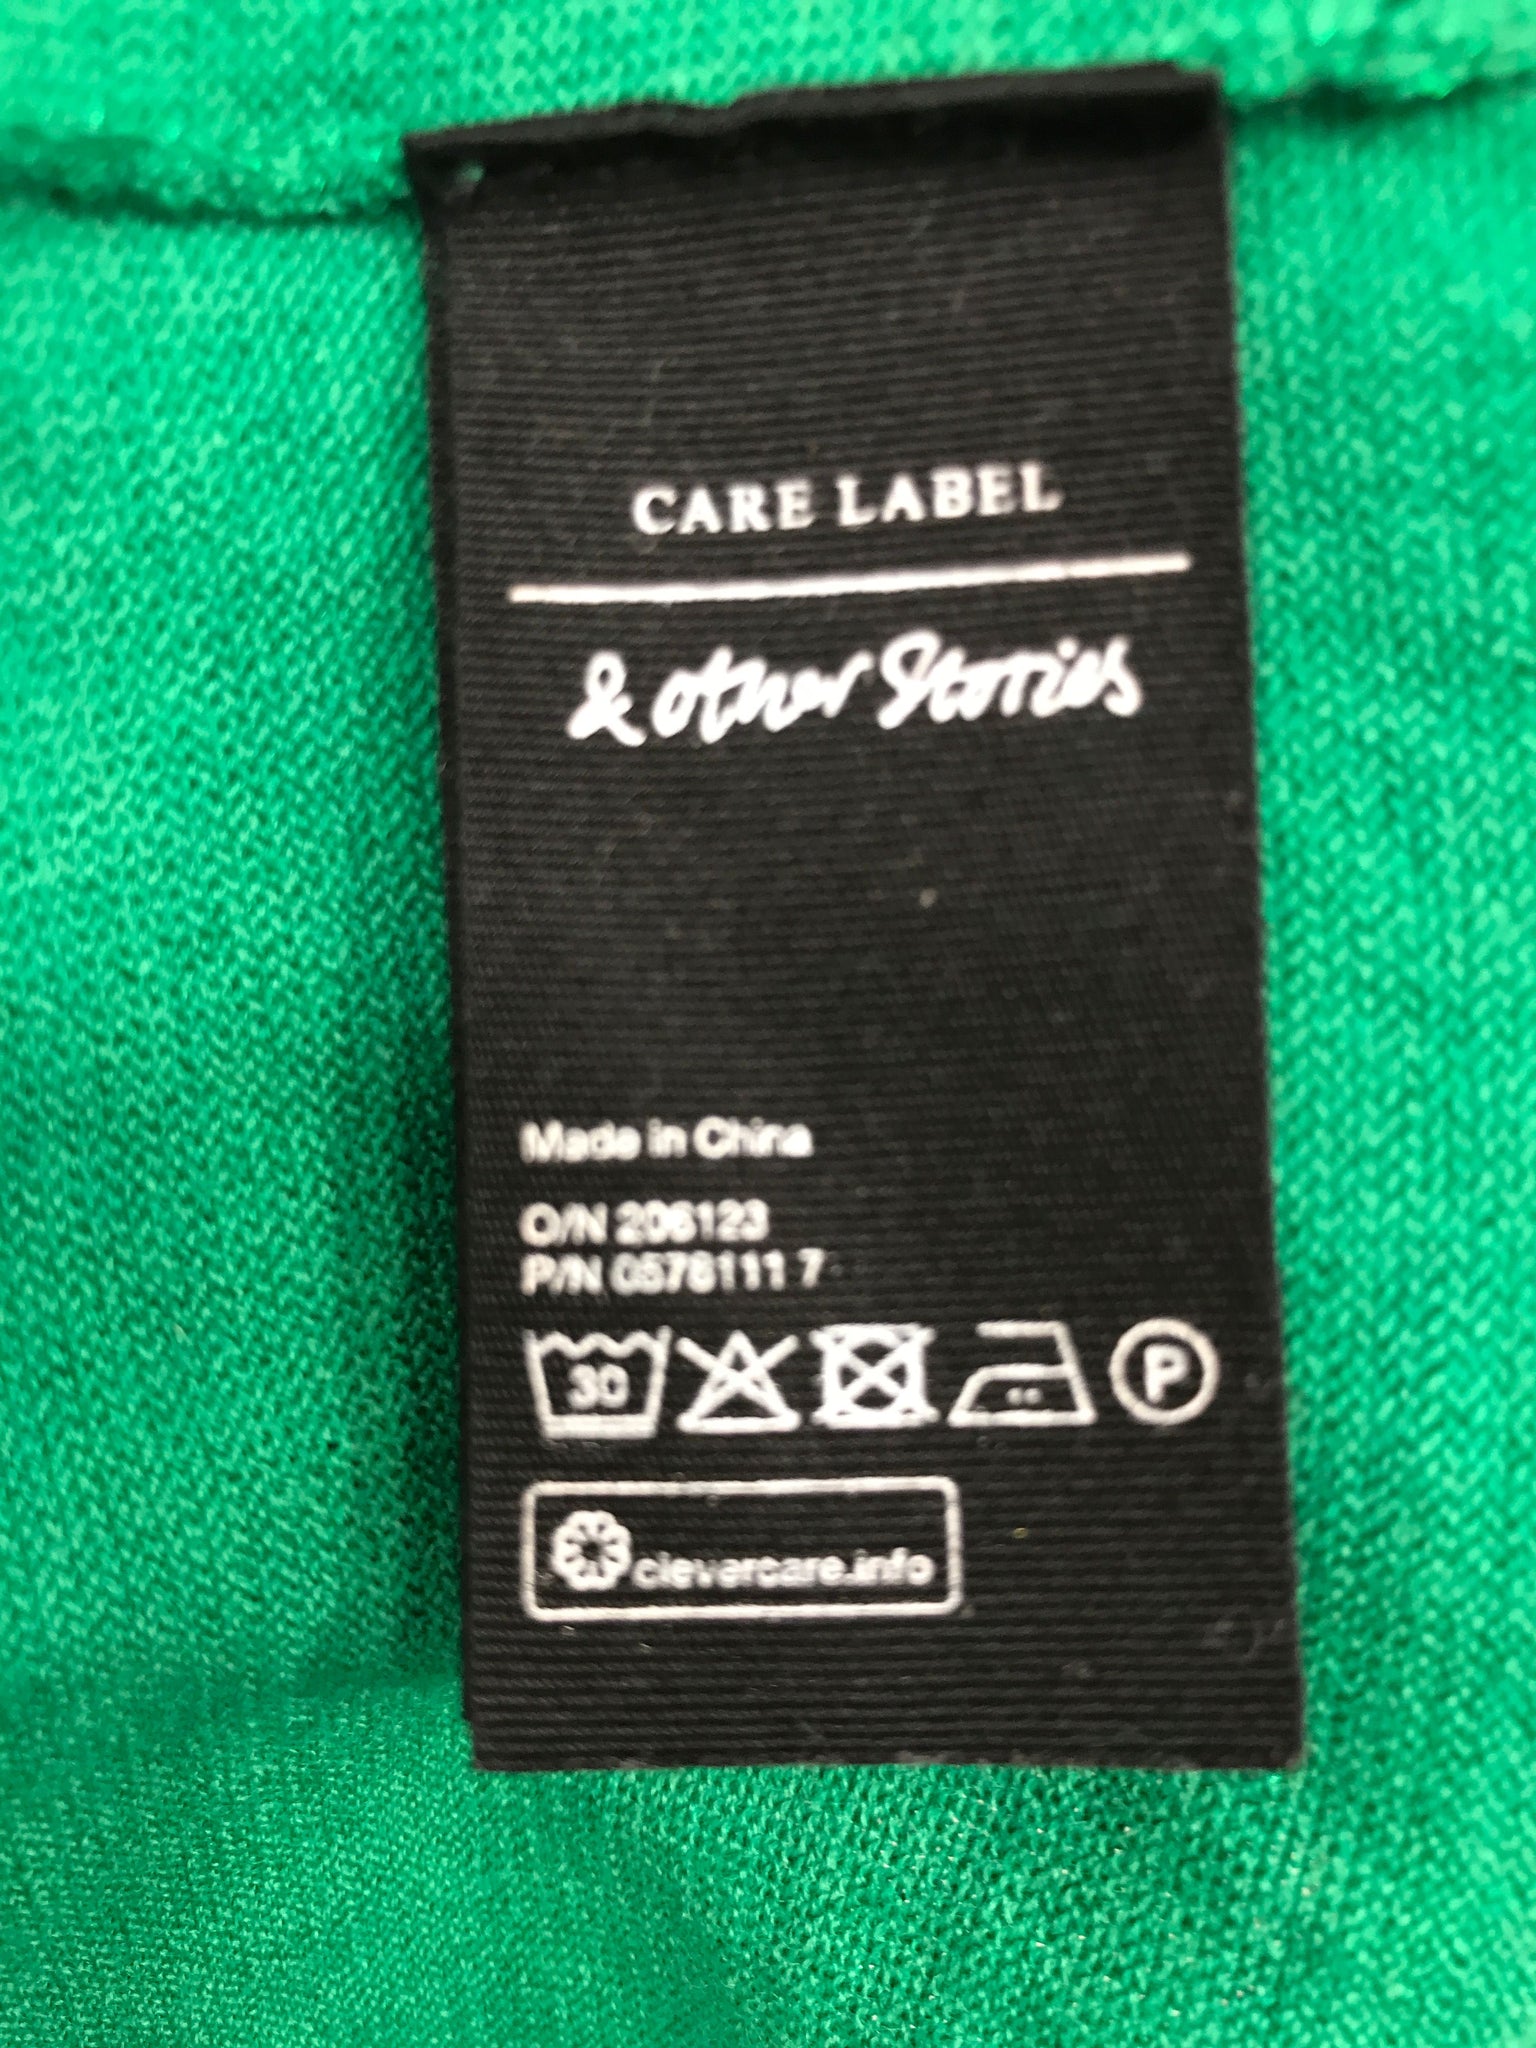 CARE LABEL
& other Stories
Made in China
O/N 206123
P/N 0578111 7
30
P
clevercare.info